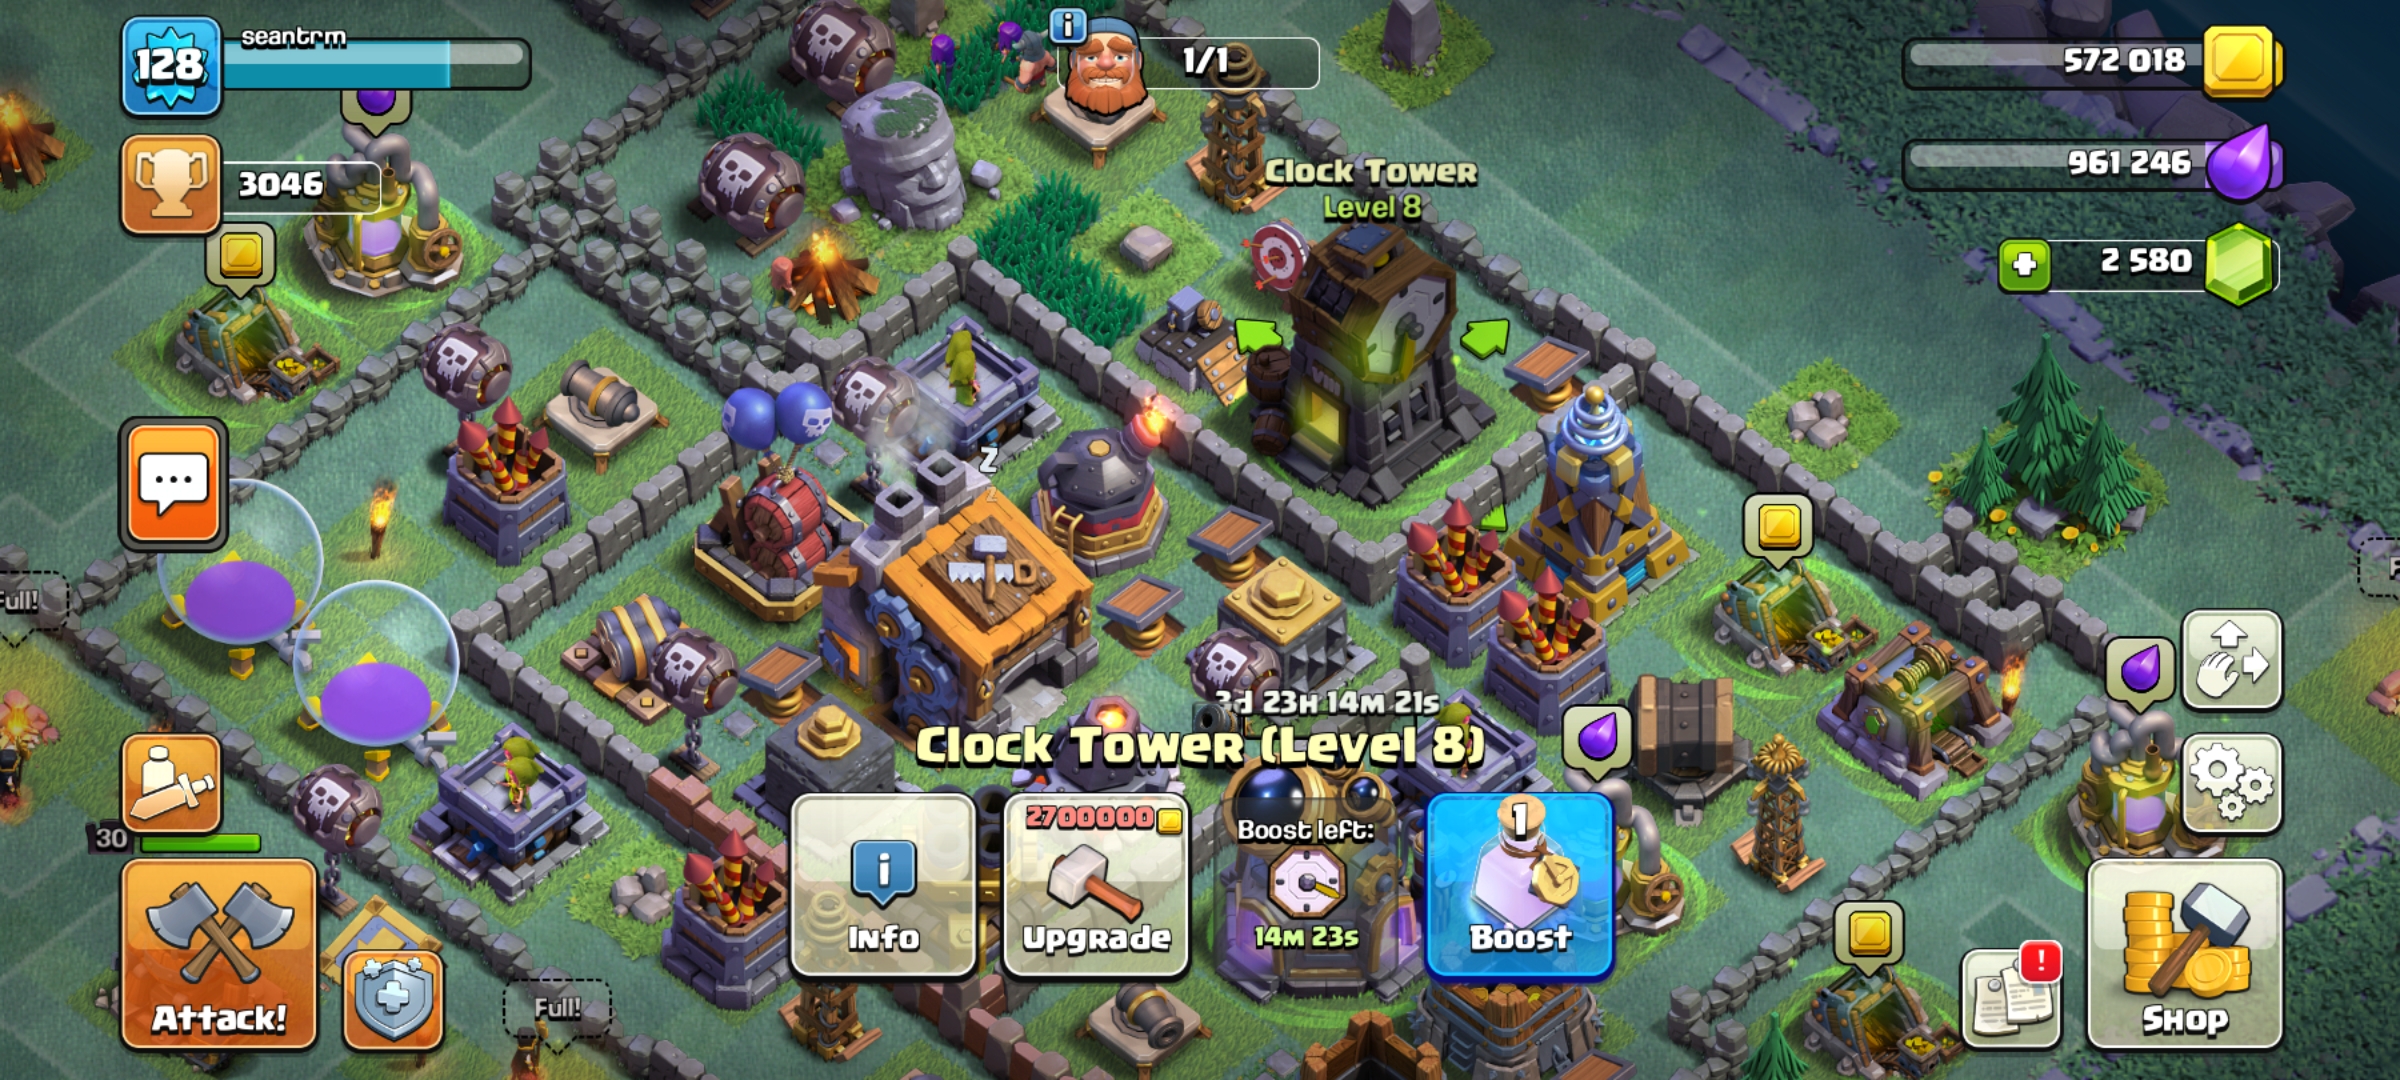 128
seantrm
1/1
572 018
3046
961 246
2 580
Clock Tower
Level 8
z
z
Full!
3d 23H 14M 21s
Clock Tower (Level 8)
30
2700000
Boost left:
1
Info
Upgrade
14M 23s
Boost
Attack!
Full!
!
Shop